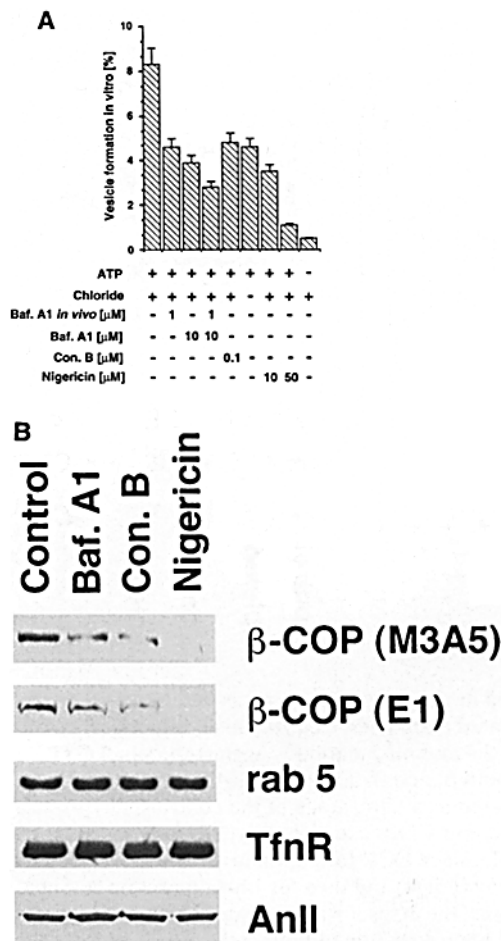 A
Vesicle formation in vitro [%]
10
8
6
4
2
0
ATP + + + + + + + + -
Chloride + + + + + - + + +
Baf. A1 in vivo [µM] - 1 - 1 - - - - -
Baf. A1 [µM] - - 10 10 - - - - -
Con. B [µM] - - - - 0.1 - - - -
Nigericin [µM] - - - - - - 10 50 -
B
Control Baf. A1 Con. B Nigericin
β-COP (M3A5)
β-COP (E1)
rab 5
TfnR
AnII